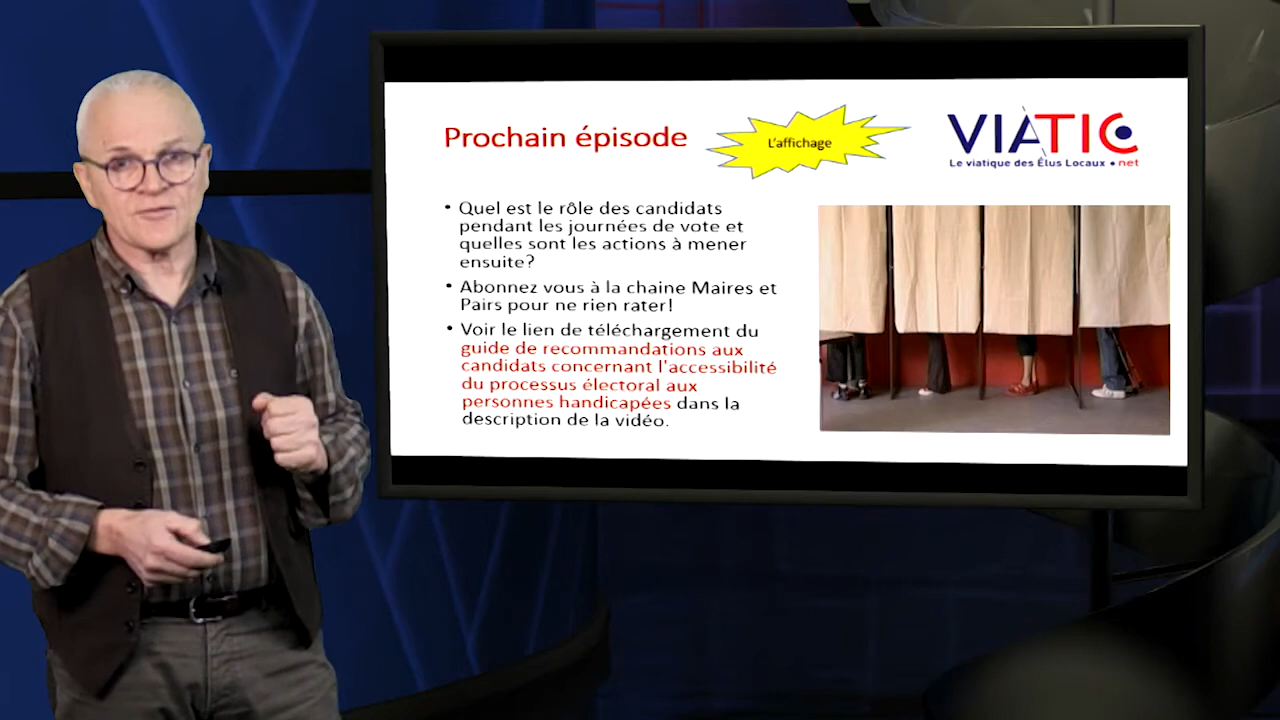 Prochain épisode
L'affichage
VIÀTIC
Le viatique des Élus Locaux • net
• Quel est le rôle des candidats
pendant les journées de vote et
quelles sont les actions à mener
ensuite?
• Abonnez vous à la chaine Maires et
Pairs pour ne rien rater!
• Voir le lien de téléchargement du
guide de recommandations aux
candidats concernant l'accessibilité
du processus électoral aux
personnes handicapées dans la
description de la vidéo.